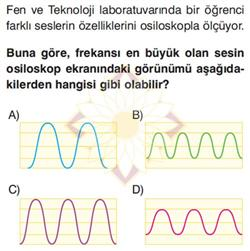 Fen ve Teknoloji laboratuvarında bir öğrenci
farklı seslerin özelliklerini osiloskopla ölçüyor.
Buna göre, frekansı en büyük olan sesin
osiloskop ekranındaki görünümü aşağıda-
kilerden hangisi gibi olabilir?
A)
B)
C)
D)